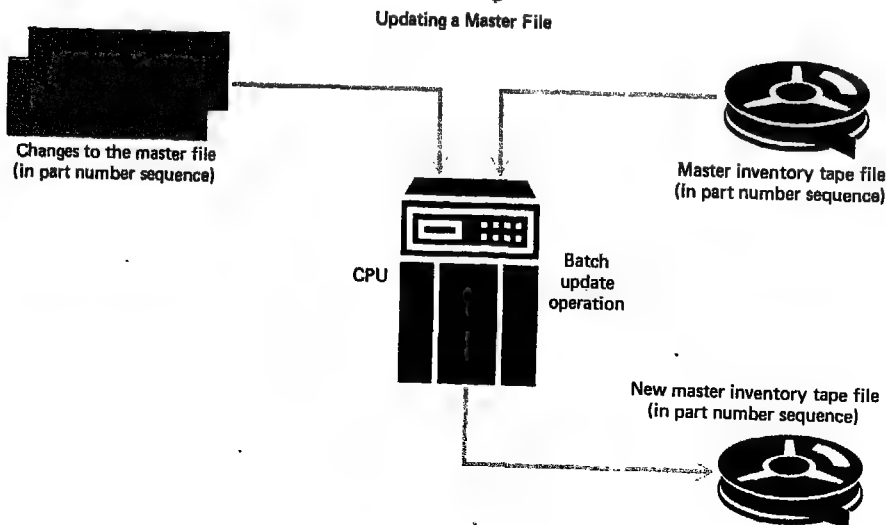 Updating a Master File
Changes to the master file
(in part number sequence)
Master inventory tape file
(in part number sequence)
CPU
Batch
update
operation
New master inventory tape file
(in part number sequence)